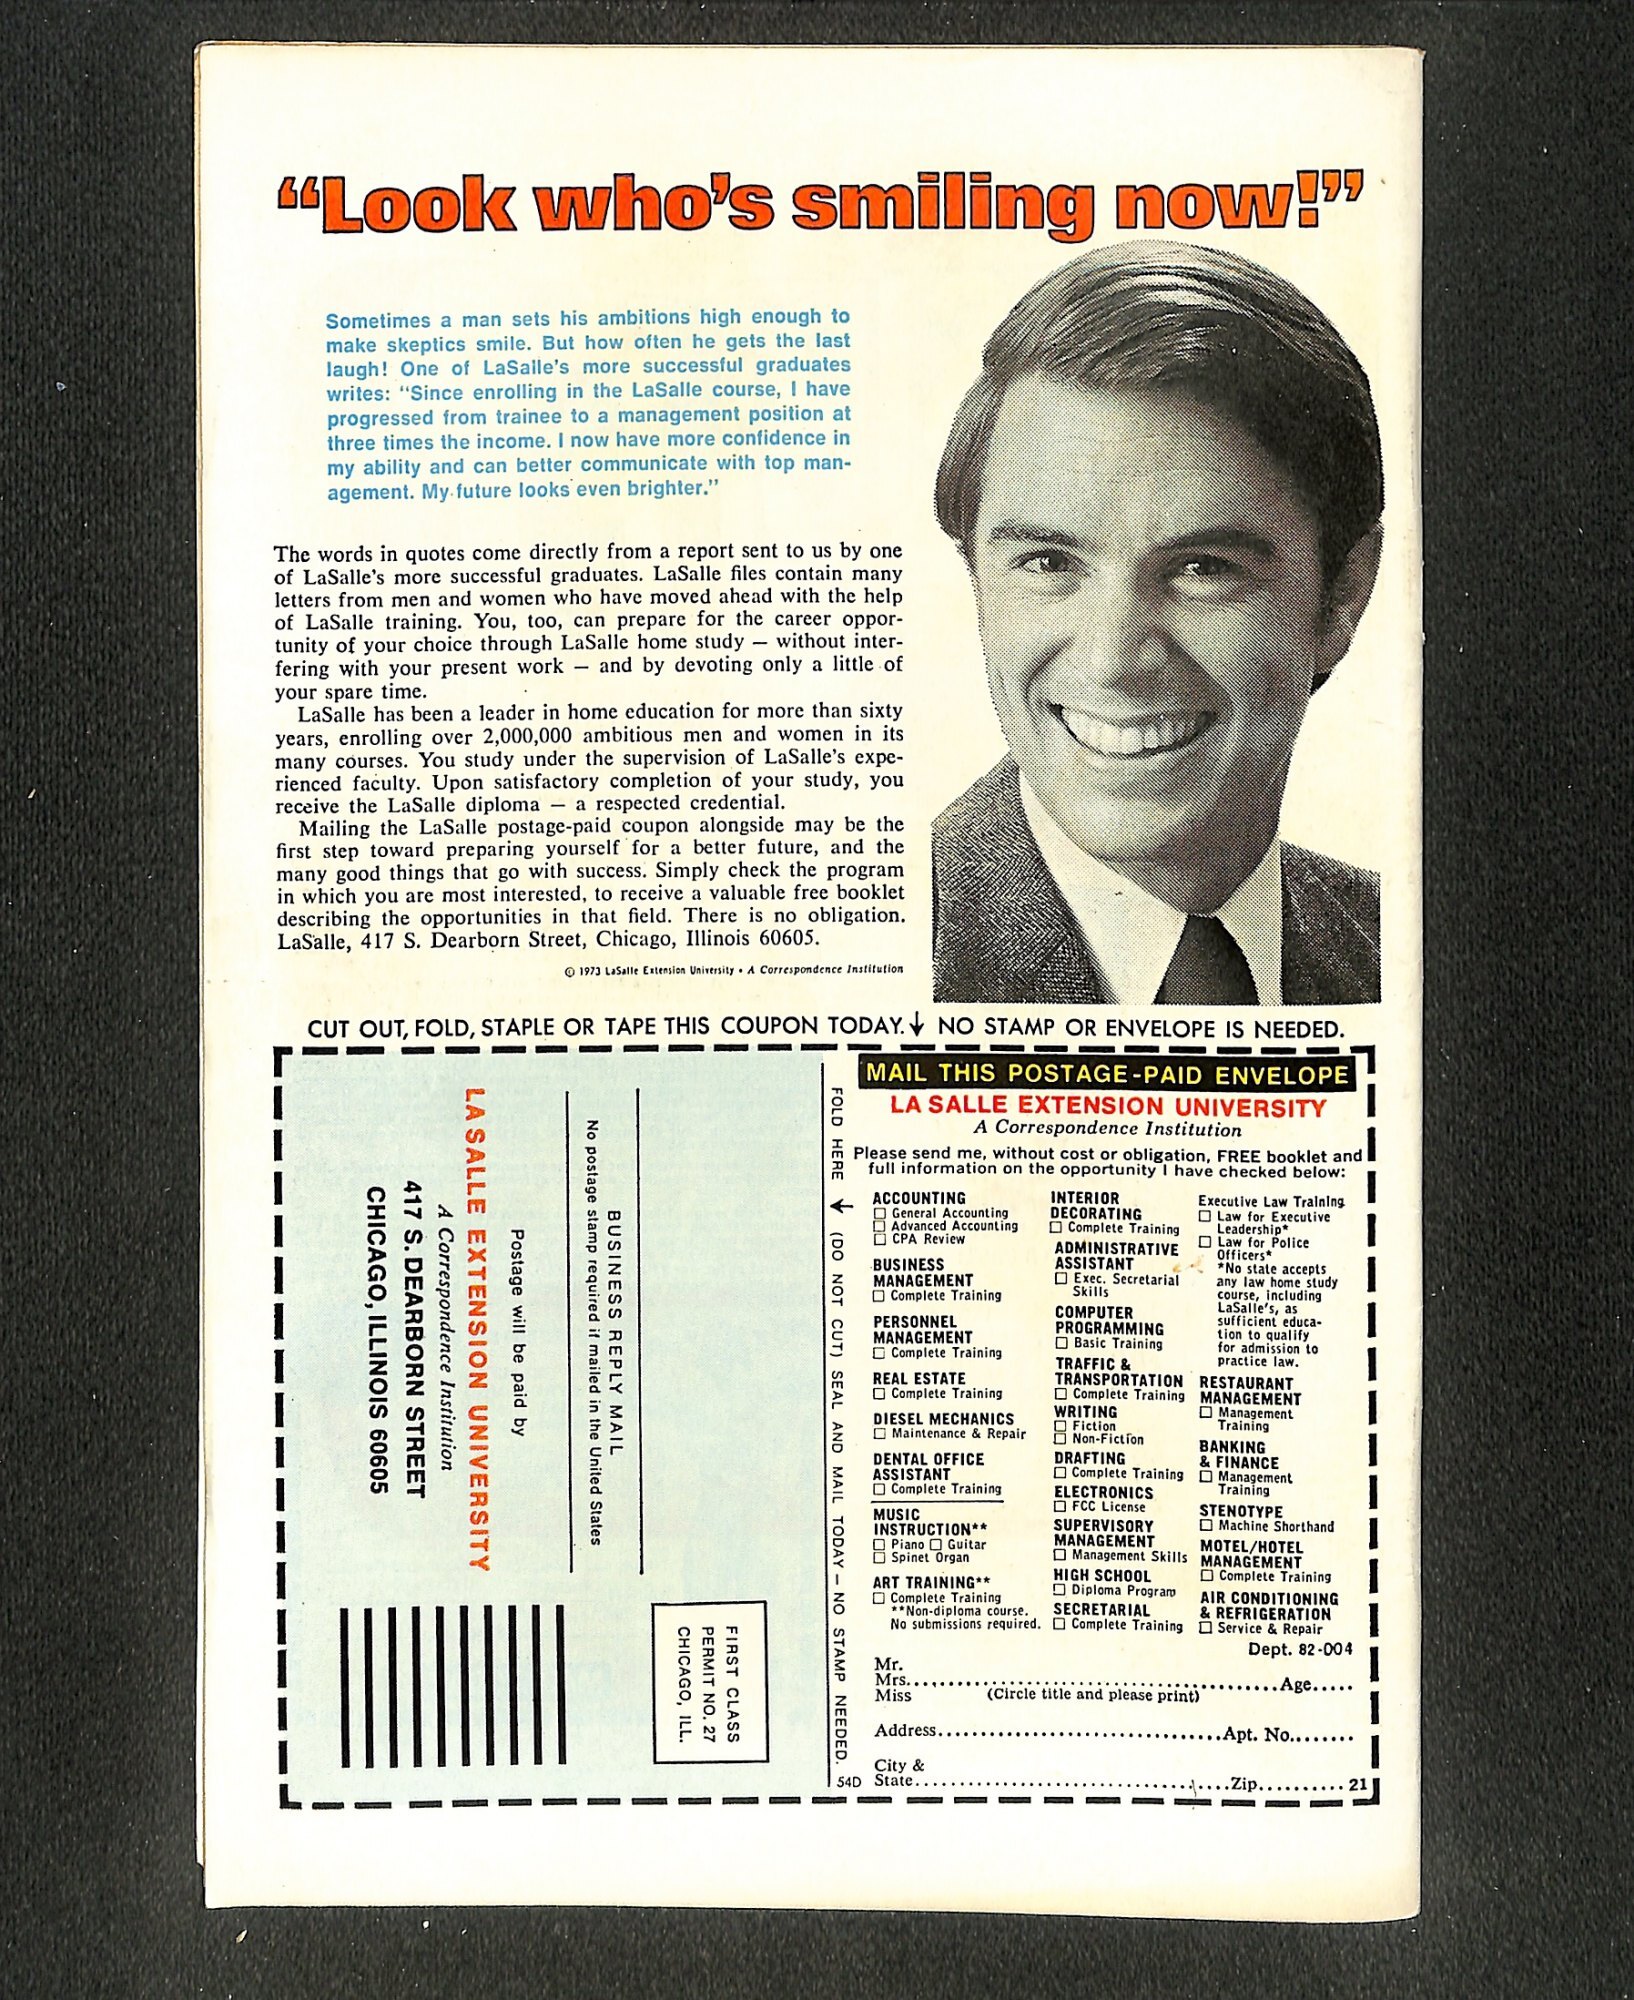 “Look who’s smiling now!”
Sometimes a man sets his ambitions high enough to
make skeptics smile. But how often he gets the last
laugh! One of LaSalle’s more successful graduates
writes: “Since enrolling in the LaSalle course, I have
progressed from trainee to a management position at
three times the income. I now have more confidence in
my ability and can better communicate with top man-
agement. My future looks even brighter.”
The words in quotes come directly from a report sent to us by one
of LaSalle’s more successful graduates. LaSalle files contain many
letters from men and women who have moved ahead with the help
of LaSalle training. You, too, can prepare for the career oppor-
tunity of your choice through LaSalle home study — without inter-
fering with your present work — and by devoting only a little of
your spare time.
LaSalle has been a leader in home education for more than sixty
years, enrolling over 2,000,000 ambitious men and women in its
many courses. You study under the supervision of LaSalle’s expe-
rienced faculty. Upon satisfactory completion of your study, you
receive the LaSalle diploma — a respected credential.
Mailing the LaSalle postage-paid coupon alongside may be the
first step toward preparing yourself for a better future, and the
many good things that go with success. Simply check the program
in which you are most interested, to receive a valuable free booklet
describing the opportunities in that field. There is no obligation.
LaSalle, 417 S. Dearborn Street, Chicago, Illinois 60605.
© 1973 LaSalle Extension University • A Correspondence Institution
CUT OUT, FOLD, STAPLE OR TAPE THIS COUPON TODAY. ↓ NO STAMP OR ENVELOPE IS NEEDED.
FIRST CLASS
PERMIT NO. 27
CHICAGO, ILL.
BUSINESS REPLY MAIL
No postage stamp required if mailed in the United States
Postage will be paid by
LA SALLE EXTENSION UNIVERSITY
A Correspondence Institution
417 S. DEARBORN STREET
CHICAGO, ILLINOIS 60605
FOLD HERE ↓ (DO NOT CUT) SEAL AND MAIL TODAY – NO STAMP NEEDED.
MAIL THIS POSTAGE-PAID ENVELOPE
LA SALLE EXTENSION UNIVERSITY
A Correspondence Institution
Please send me, without cost or obligation, FREE booklet and
full information on the opportunity I have checked below:
ACCOUNTING
☐ General Accounting
☐ Advanced Accounting
☐ CPA Review
BUSINESS
MANAGEMENT
☐ Complete Training
PERSONNEL
MANAGEMENT
☐ Complete Training
REAL ESTATE
☐ Complete Training
DIESEL MECHANICS
☐ Maintenance & Repair
DENTAL OFFICE
ASSISTANT
☐ Complete Training
MUSIC
INSTRUCTION**
☐ Piano ☐ Guitar
☐ Spinet Organ
ART TRAINING**
☐ Complete Training
**Non-diploma course.
No submissions required.
INTERIOR
DECORATING
☐ Complete Training
ADMINISTRATIVE
ASSISTANT
☐ Exec. Secretarial
Skills
COMPUTER
PROGRAMMING
☐ Basic Training
TRAFFIC &
TRANSPORTATION
☐ Complete Training
WRITING
☐ Fiction
☐ Non-Fiction
DRAFTING
☐ Complete Training
ELECTRONICS
☐ FCC License
SUPERVISORY
MANAGEMENT
☐ Management Skills
HIGH SCHOOL
☐ Diploma Program
SECRETARIAL
☐ Complete Training
Executive Law Training
☐ Law for Executive
Leadership*
☐ Law for Police
Officers*
*No state accepts
any law home study
course, including
LaSalle’s, as
sufficient educa-
tion to qualify
for admission to
practice law.
RESTAURANT
MANAGEMENT
☐ Management
Training
BANKING
& FINANCE
☐ Management
Training
STENOTYPE
☐ Machine Shorthand
MOTEL/HOTEL
MANAGEMENT
☐ Complete Training
AIR CONDITIONING
& REFRIGERATION
☐ Service & Repair
Dept. 82-004
Mr.
Mrs. Age
Miss (Circle title and please print)
Address Apt. No.
City &
54D State Zip 21